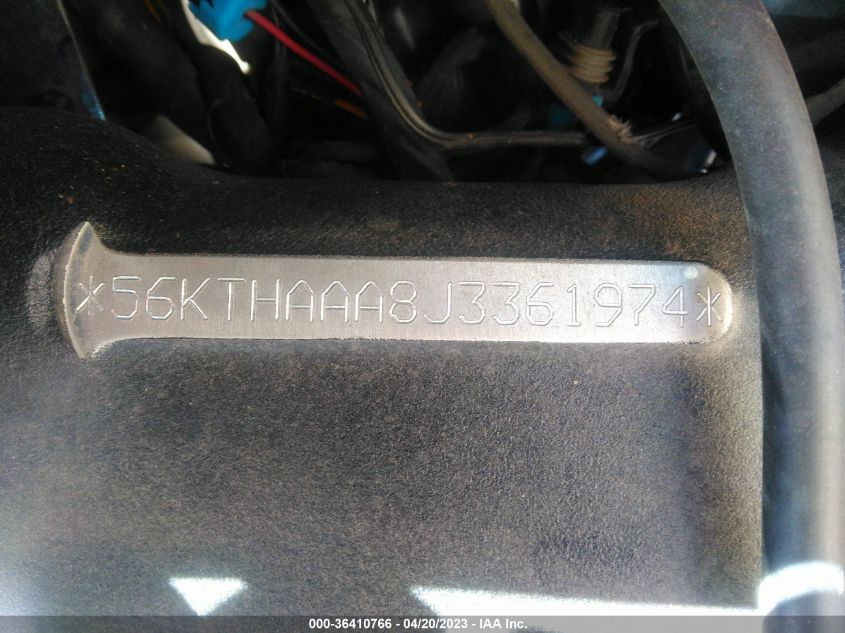 *56KTHAAA8J3361974*
000-36410766 - 04/20/2023 - IAA Inc.